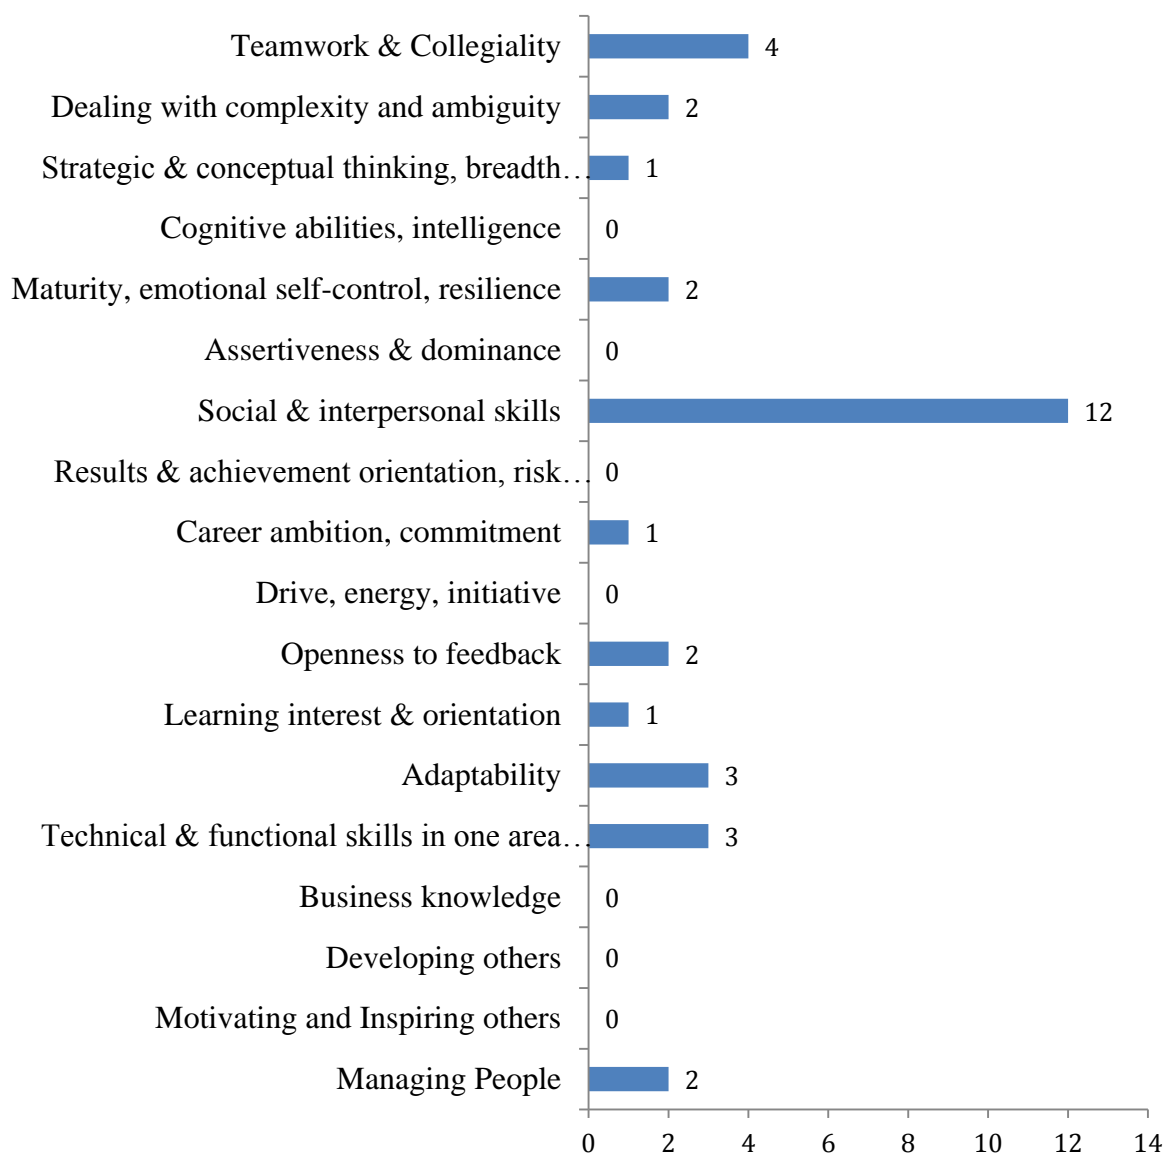 Teamwork & Collegiality 4
Dealing with complexity and ambiguity 2
Strategic & conceptual thinking, breadth… 1
Cognitive abilities, intelligence 0
Maturity, emotional self-control, resilience 2
Assertiveness & dominance 0
Social & interpersonal skills 12
Results & achievement orientation, risk… 0
Career ambition, commitment 1
Drive, energy, initiative 0
Openness to feedback 2
Learning interest & orientation 1
Adaptability 3
Technical & functional skills in one area… 3
Business knowledge 0
Developing others 0
Motivating and Inspiring others 0
Managing People 2
0 2 4 6 8 10 12 14